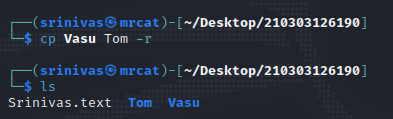 ┌──(srinivas㉿mrcat)-[~/Desktop/210303126190]
└─$ cp Vasu Tom -r
┌──(srinivas㉿mrcat)-[~/Desktop/210303126190]
└─$ ls
Srinivas.text  Tom  Vasu